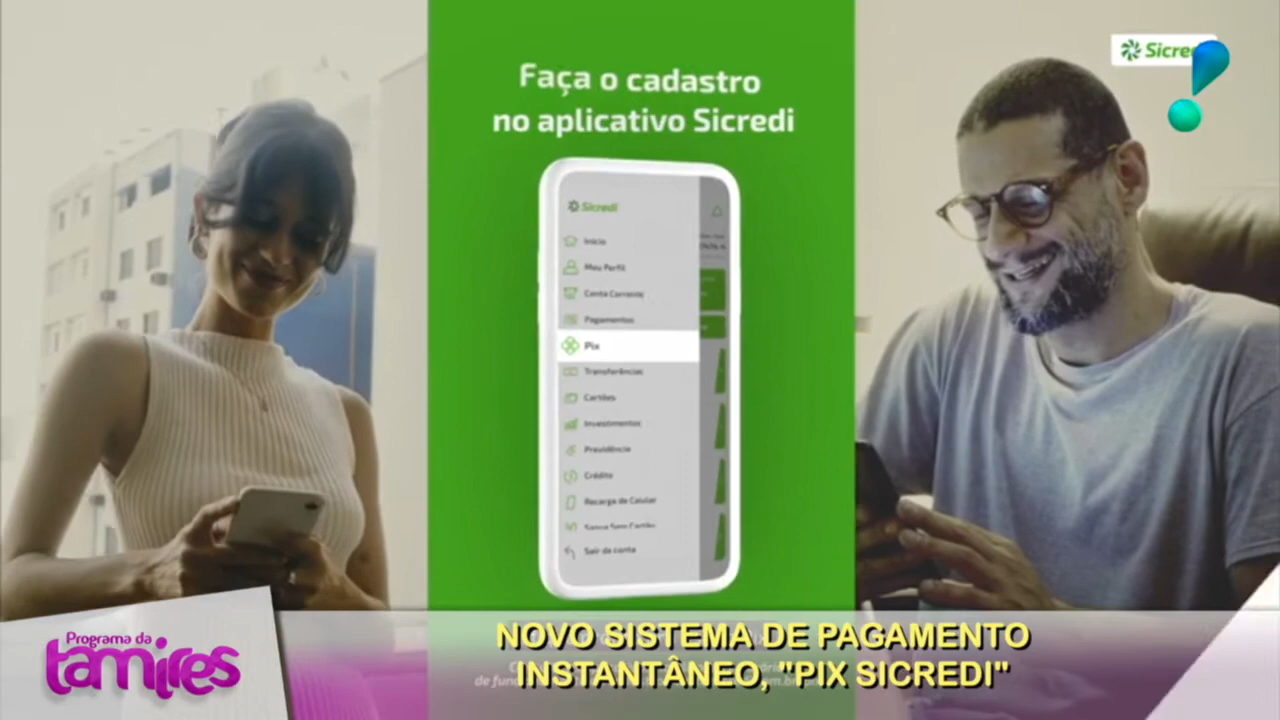 Faça o cadastro
no aplicativo Sicredi
Sicredi
Início
Meu Perfil
Conta Corrente
Pagamentos
Pix
Transferências
Cartões
Investimentos
Previdência
Crédito
Recarga de Celular
Sair da conta
Programa da
tamires
NOVO SISTEMA DE PAGAMENTO
INSTANTÂNEO, "PIX SICREDI"